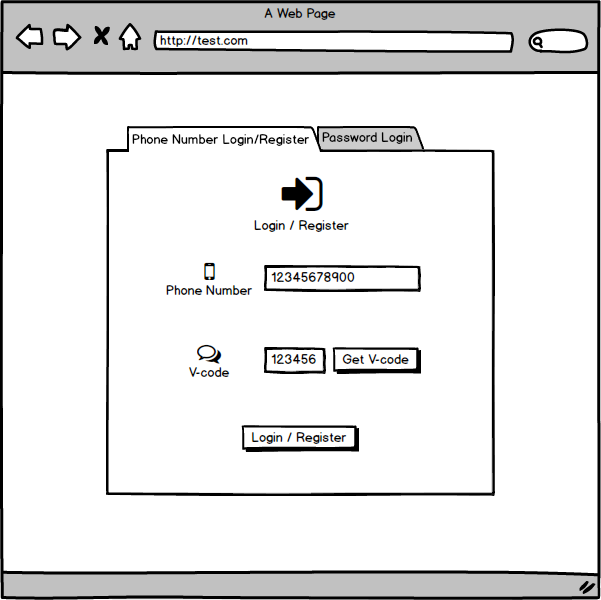 A Web Page
http://test.com
Phone Number Login/Register
Password Login
Login / Register
Phone Number
12345678900
V-code
123456
Get V-code
Login / Register